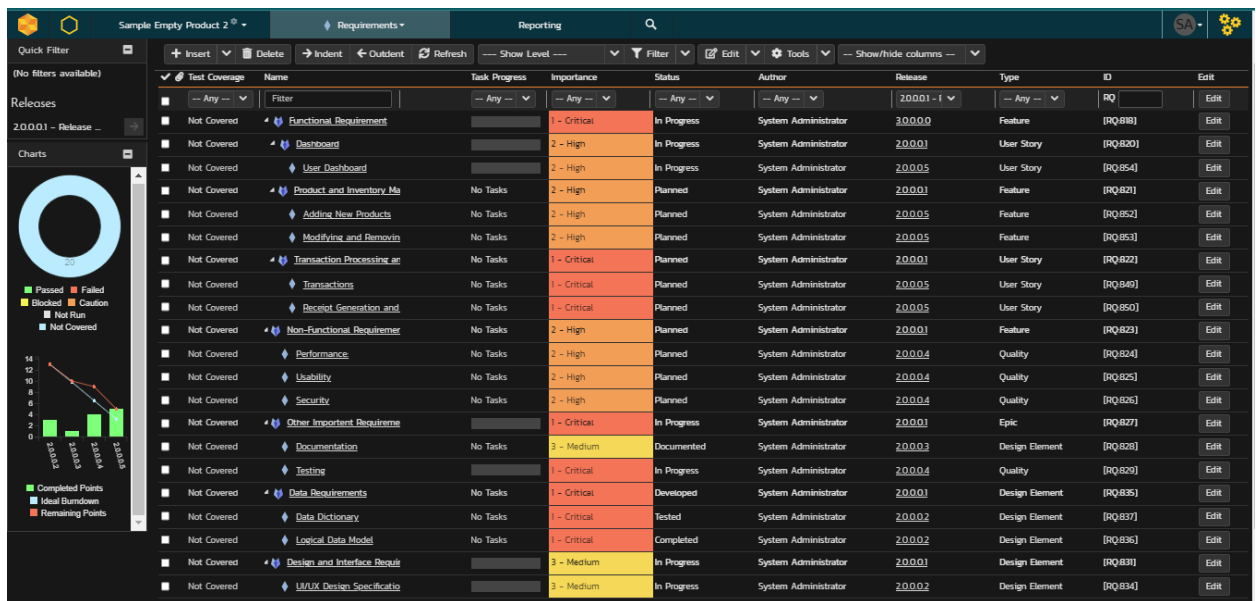 Sample Empty Product 2 Requirements Reporting SA
Quick Filter
(No filters available)
Releases
2.0.0.0.1 - Release ...
Charts
20
Passed Failed
Blocked Caution
Not Run
Not Covered
14
12
10
8
6
4
2
0
2.0.0.0.2 2.0.0.0.3 2.0.0.0.4 2.0.0.0.5
Completed Points
Ideal Burndown
Remaining Points
Insert Delete Indent Outdent Refresh ---- Show Level ---- Filter Edit Tools -- Show/hide columns --
Test Coverage Name Task Progress Importance Status Author Release Type ID Edit
-- Any -- Filter -- Any -- -- Any -- -- Any -- -- Any -- 2.0.0.0.1 - -- Any -- RQ Edit
Not Covered Functional Requirement 1 - Critical In Progress System Administrator 3.0.0.0.0 Feature [RQ:818] Edit
Not Covered Dashboard 2 - High In Progress System Administrator 2.0.0.0.1 User Story [RQ:820] Edit
Not Covered User Dashboard 2 - High In Progress System Administrator 2.0.0.0.5 User Story [RQ:854] Edit
Not Covered Product and Inventory Ma No Tasks 2 - High Planned System Administrator 2.0.0.0.1 Feature [RQ:821] Edit
Not Covered Adding New Products No Tasks 2 - High Planned System Administrator 2.0.0.0.5 Feature [RQ:852] Edit
Not Covered Modifying and Removin No Tasks 2 - High Planned System Administrator 2.0.0.0.5 Feature [RQ:853] Edit
Not Covered Transaction Processing an No Tasks 1 - Critical Planned System Administrator 2.0.0.0.1 User Story [RQ:822] Edit
Not Covered Transactions No Tasks 1 - Critical Planned System Administrator 2.0.0.0.5 User Story [RQ:849] Edit
Not Covered Receipt Generation and No Tasks 1 - Critical Planned System Administrator 2.0.0.0.5 User Story [RQ:850] Edit
Not Covered Non-Functional Requiremer No Tasks 2 - High Planned System Administrator 2.0.0.0.1 Feature [RQ:823] Edit
Not Covered Performance: No Tasks 2 - High Planned System Administrator 2.0.0.0.4 Quality [RQ:824] Edit
Not Covered Usability No Tasks 2 - High Planned System Administrator 2.0.0.0.4 Quality [RQ:825] Edit
Not Covered Security No Tasks 2 - High Planned System Administrator 2.0.0.0.4 Quality [RQ:826] Edit
Not Covered Other Importent Requireme 1 - Critical In Progress System Administrator 2.0.0.0.1 Epic [RQ:827] Edit
Not Covered Documentation No Tasks 3 - Medium Documented System Administrator 2.0.0.0.3 Design Element [RQ:828] Edit
Not Covered Testing 1 - Critical In Progress System Administrator 2.0.0.0.4 Quality [RQ:829] Edit
Not Covered Data Requirements No Tasks 1 - Critical Developed System Administrator 2.0.0.0.1 Design Element [RQ:835] Edit
Not Covered Data Dictionary No Tasks 1 - Critical Tested System Administrator 2.0.0.0.2 Design Element [RQ:837] Edit
Not Covered Logical Data Model No Tasks 1 - Critical Completed System Administrator 2.0.0.0.2 Design Element [RQ:836] Edit
Not Covered Design and Interface Requir 3 - Medium In Progress System Administrator 2.0.0.0.1 Design Element [RQ:831] Edit
Not Covered UI/UX Design Specificatio 3 - Medium In Progress System Administrator 2.0.0.0.2 Design Element [RQ:834] Edit